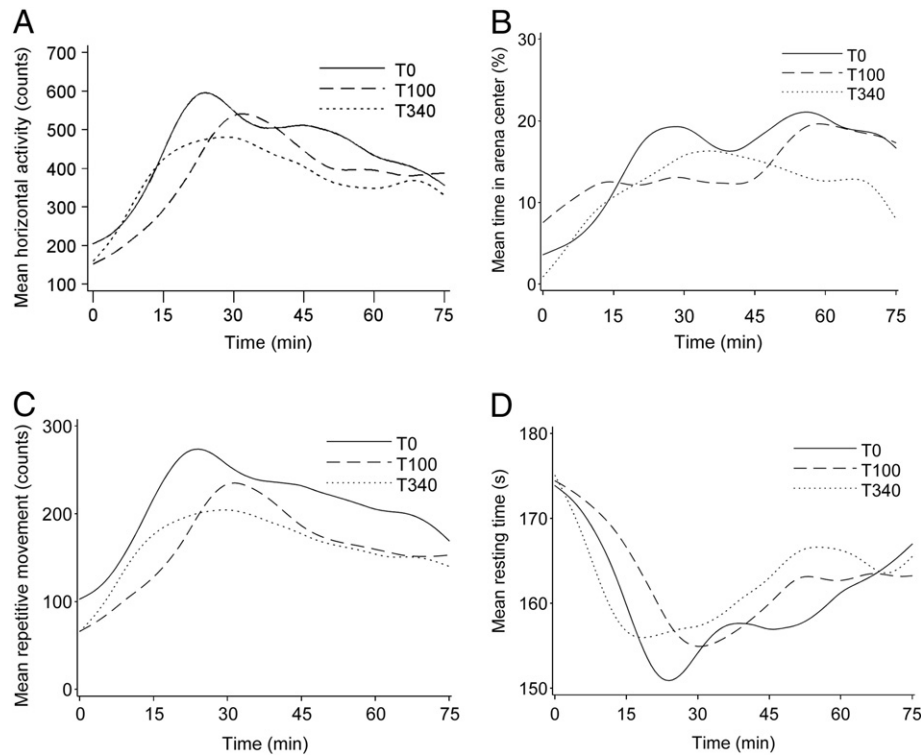 A
Mean horizontal activity (counts)
700
600
500
400
300
200
100
T0
T100
T340
0 15 30 45 60 75
Time (min)
B
Mean time in arena center (%)
30
20
10
0
T0
T100
T340
0 15 30 45 60 75
Time (min)
C
Mean repetitive movement (counts)
300
200
100
0
T0
T100
T340
0 15 30 45 60 75
Time (min)
D
Mean resting time (s)
180
170
160
150
T0
T100
T340
0 15 30 45 60 75
Time (min)